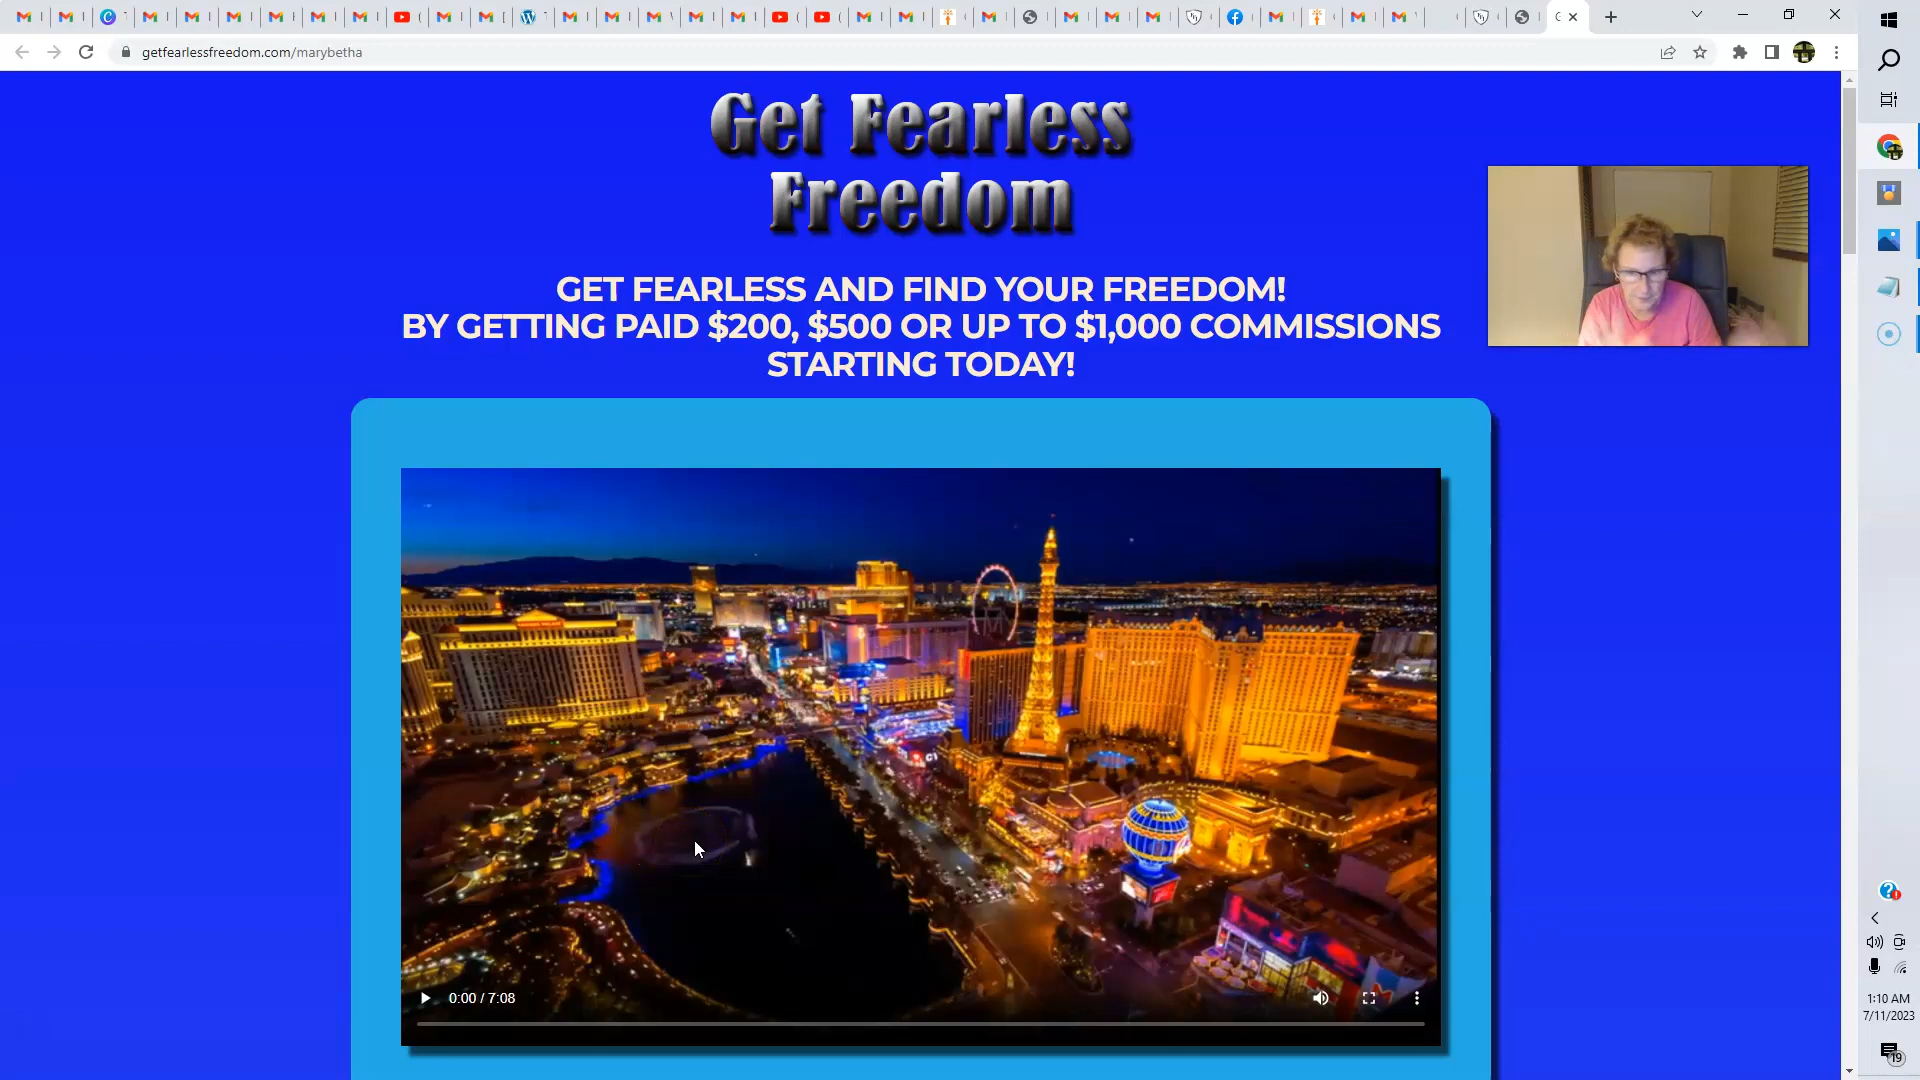 getfearlessfreedom.com/marybetha
Get Fearless
Freedom
GET FEARLESS AND FIND YOUR FREEDOM!
BY GETTING PAID $200, $500 OR UP TO $1,000 COMMISSIONS
STARTING TODAY!
0:00 / 7:08
1:10 AM
7/11/2023
19